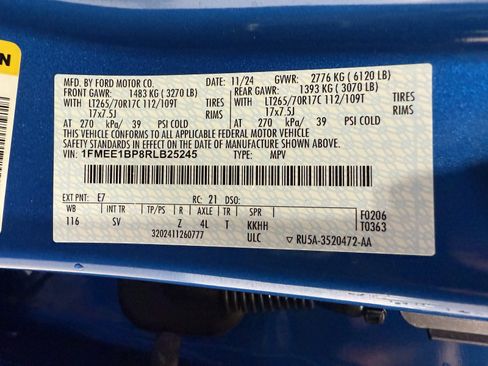 MFD. BY FORD MOTOR CO. 11/24 GVWR: 2776 KG ( 6120 LB)
FRONT GAWR: 1483 KG ( 3270 LB) REAR GAWR: 1393 KG ( 3070 LB)
WITH LT265/70R17C 112/109T TIRES WITH LT265/70R17C 112/109T TIRES
17x7.5J RIMS 17x7.5J RIMS
AT 270 kPa/ 39 PSI COLD AT 270 kPa/ 39 PSI COLD
THIS VEHICLE CONFORMS TO ALL APPLICABLE FEDERAL MOTOR VEHICLE
SAFETY STANDARDS IN EFFECT ON THE DATE OF MANUFACTURE SHOWN ABOVE.
VIN: 1FMEE1BP8RLB25245 TYPE: MPV
EXT PNT: E7 RC: 21 DSO:
WB INT TR TP/PS R AXLE TR SPR F0206
116 SV Z 4L T KKHH T0363
3202411260777 ULC RU5A-3520472-AA